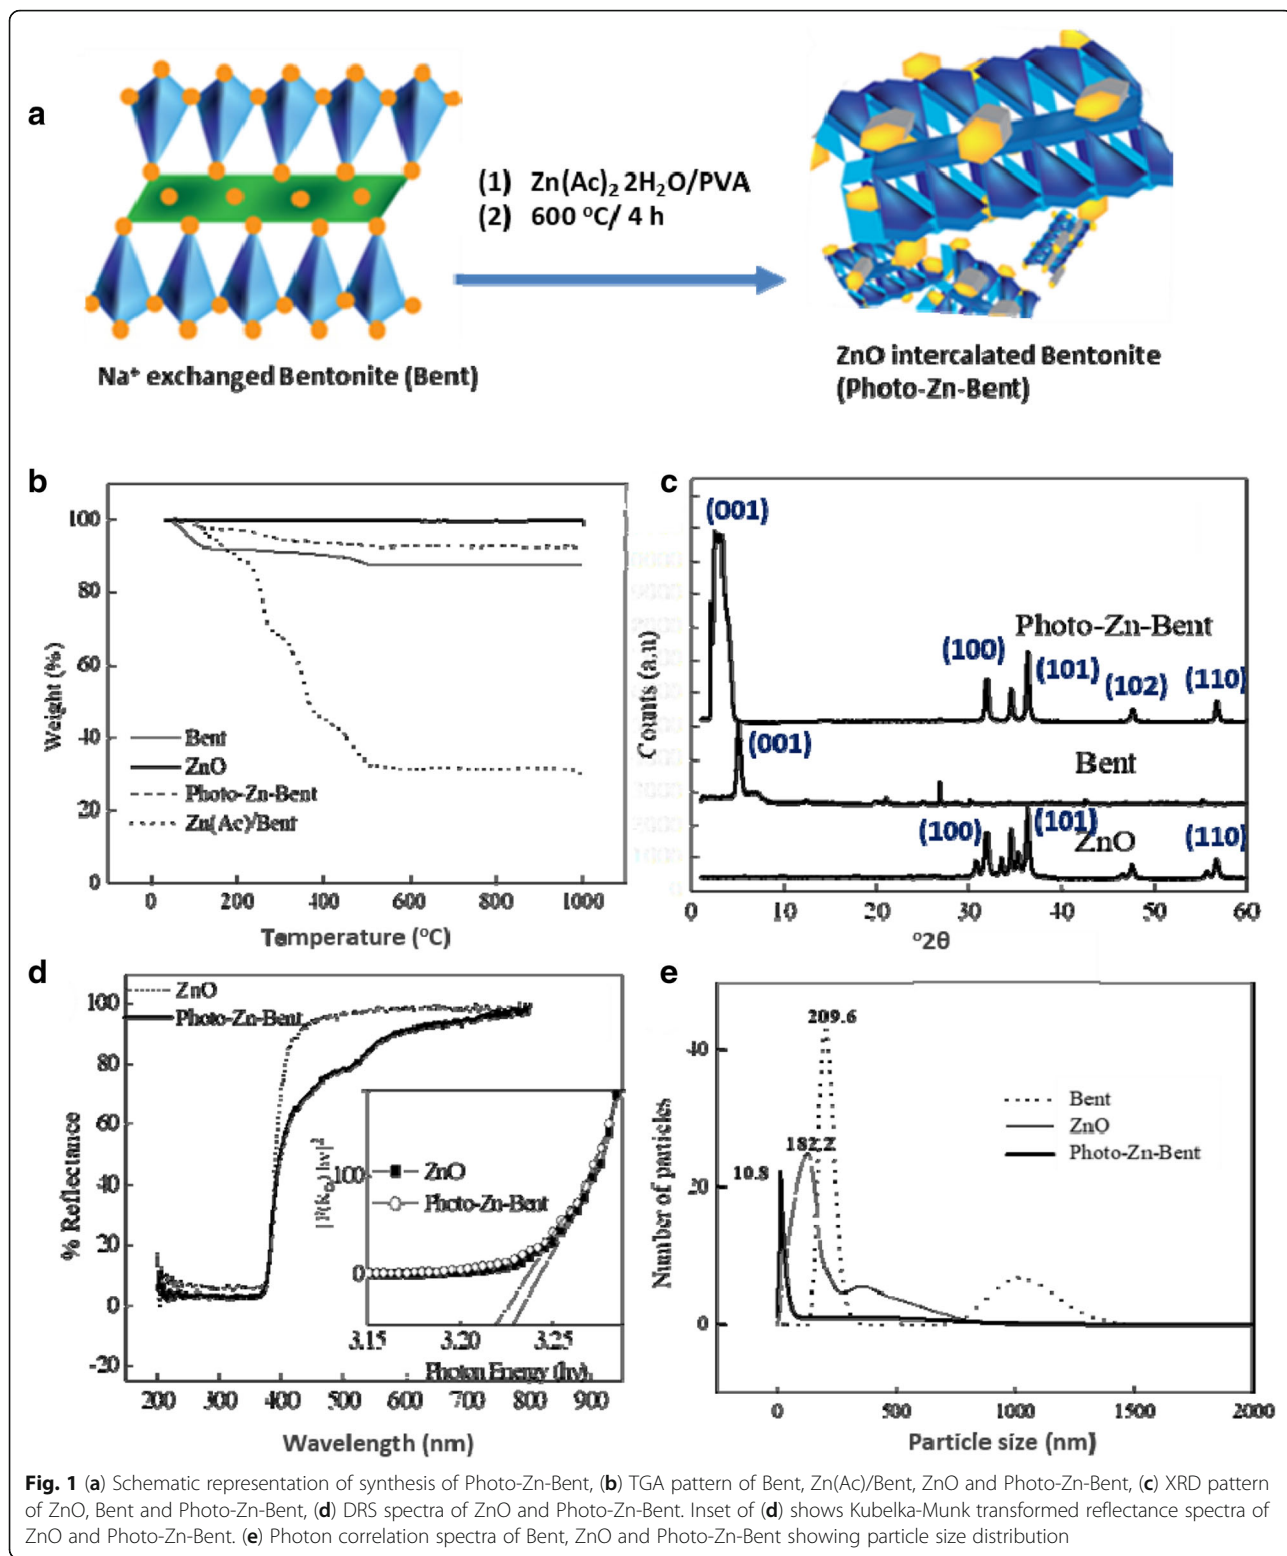 a
(1) Zn(Ac)₂ 2H₂O/PVA
(2) 600 °C/ 4 h
Na⁺ exchanged Bentonite (Bent)
ZnO intercalated Bentonite
(Photo-Zn-Bent)
b
100
80
60
40
20
0
Weight (%)
Bent
ZnO
Photo-Zn-Bent
Zn(Ac)/Bent
0 200 400 600 800 1000
Temperature (°C)
c
(001)
Photo-Zn-Bent
(100) (101) (102) (110)
(001)
Bent
(100) (101) (110)
ZnO
Counts (a,n)
0 10 20 30 40 50 60
°2θ
d
ZnO
Photo-Zn-Bent
100
80
60
40
20
0
-20
% Reflectance
100
0
ZnO
Photo-Zn-Bent
3.15 3.20 3.25
Photon Energy (hν)
200 300 400 500 600 700 800 900
Wavelength (nm)
e
209.6
182.2
10.8
40
20
0
Number of particles
Bent
ZnO
Photo-Zn-Bent
0 500 1000 1500 2000
Particle size (nm)
Fig. 1 (a) Schematic representation of synthesis of Photo-Zn-Bent, (b) TGA pattern of Bent, Zn(Ac)/Bent, ZnO and Photo-Zn-Bent, (c) XRD pattern
of ZnO, Bent and Photo-Zn-Bent, (d) DRS spectra of ZnO and Photo-Zn-Bent. Inset of (d) shows Kubelka-Munk transformed reflectance spectra of
ZnO and Photo-Zn-Bent. (e) Photon correlation spectra of Bent, ZnO and Photo-Zn-Bent showing particle size distribution